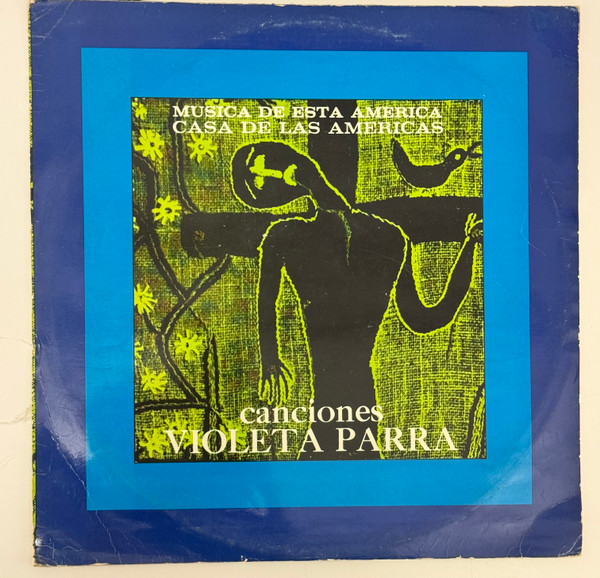 MUSICA DE ESTA AMERICA
CASA DE LAS AMERICAS
canciones
VIOLETA PARRA